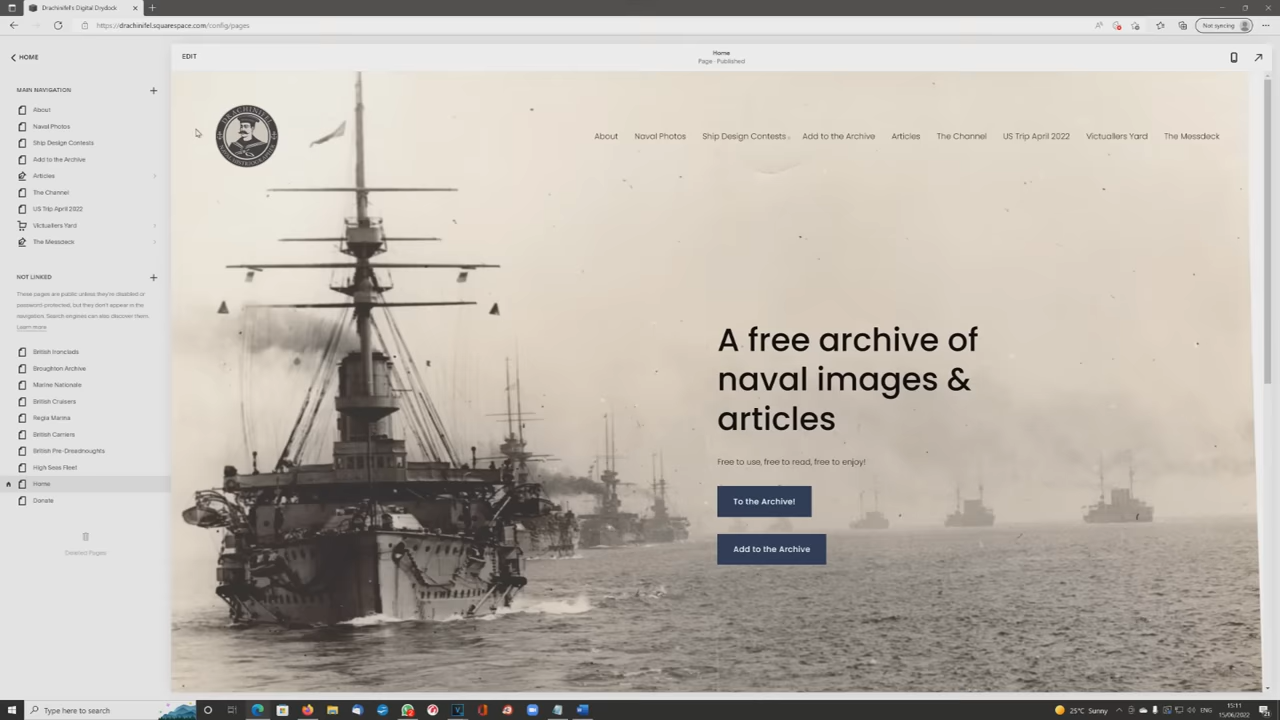 Drachinifel's Digital Drydock
https://drachinifel.squarespace.com/config/pages
Not syncing
HOME
EDIT
Home
Page · Published
MAIN NAVIGATION
About
Naval Photos
Ship Design Contests
Add to the Archive
Articles
The Channel
US Trip April 2022
Victuallers Yard
The Messdeck
NOT LINKED
These pages are public unless they're disabled or
password-protected, but they don't appear in the
navigation. Search engines can also discover them.
Learn more
British Ironclads
Broughton Archive
Marine Nationale
British Cruisers
Regia Marina
British Carriers
British Pre-Dreadnoughts
High Seas Fleet
Home
Donate
Deleted Pages
DRACHINIFEL
About Naval Photos Ship Design Contests Add to the Archive Articles The Channel US Trip April 2022 Victuallers Yard The Messdeck
A free archive of
naval images &
articles
Free to use, free to read, free to enjoy!
To the Archive!
Add to the Archive
Type here to search
25°C Sunny
ENG
15:11
15/06/2022